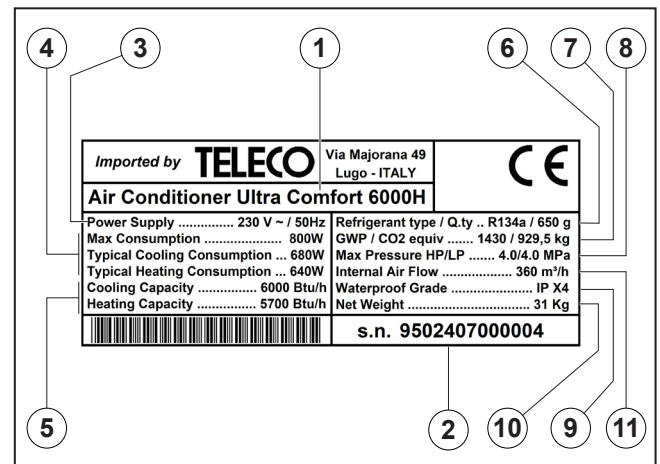 4 3 1 6 7 8
Imported by TELECO Via Majorana 49
Lugo - ITALY
CE
Air Conditioner Ultra Comfort 6000H
Power Supply ............... 230 V ~ / 50Hz
Max Consumption .................... 800W
Typical Cooling Consumption ... 680W
Typical Heating Consumption ... 640W
Cooling Capacity ................ 6000 Btu/h
Heating Capacity ............... 5700 Btu/h
Refrigerant type / Q.ty .. R134a / 650 g
GWP / CO2 equiv ....... 1430 / 929,5 kg
Max Pressure HP/LP ....... 4.0/4.0 MPa
Internal Air Flow .................... 360 m³/h
Waterproof Grade ..................... IP X4
Net Weight ................................ 31 Kg
s.n. 9502407000004
5 2 10 9 11